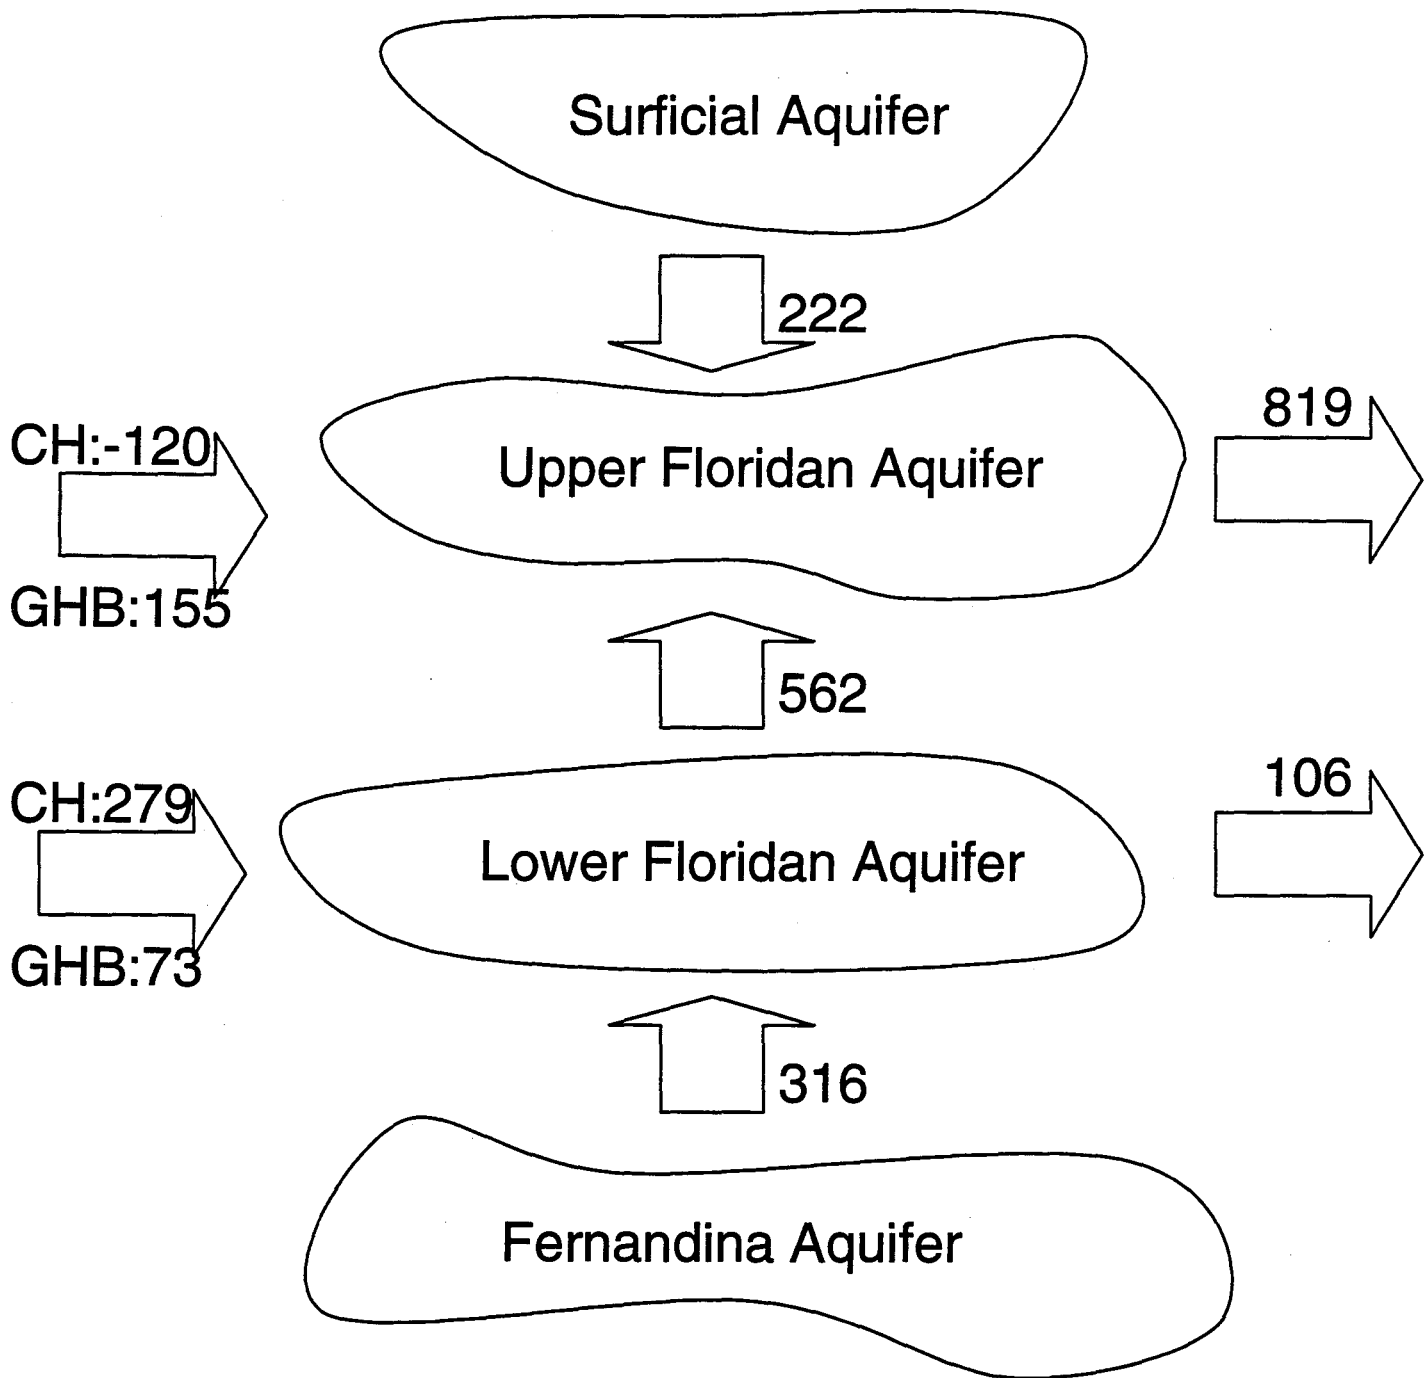 Surficial Aquifer
222
819
CH:-120
Upper Floridan Aquifer
GHB:155
562
106
CH:279
Lower Floridan Aquifer
GHB:73
316
Fernandina Aquifer